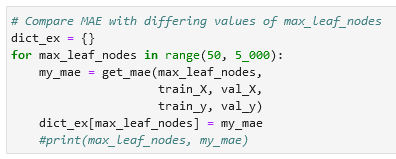 # Compare MAE with differing values of max_leaf_nodes
dict_ex = {}
for max_leaf_nodes in range(50, 5_000):
    my_mae = get_mae(max_leaf_nodes,
                     train_X, val_X,
                     train_y, val_y)
    dict_ex[max_leaf_nodes] = my_mae
    #print(max_leaf_nodes, my_mae)